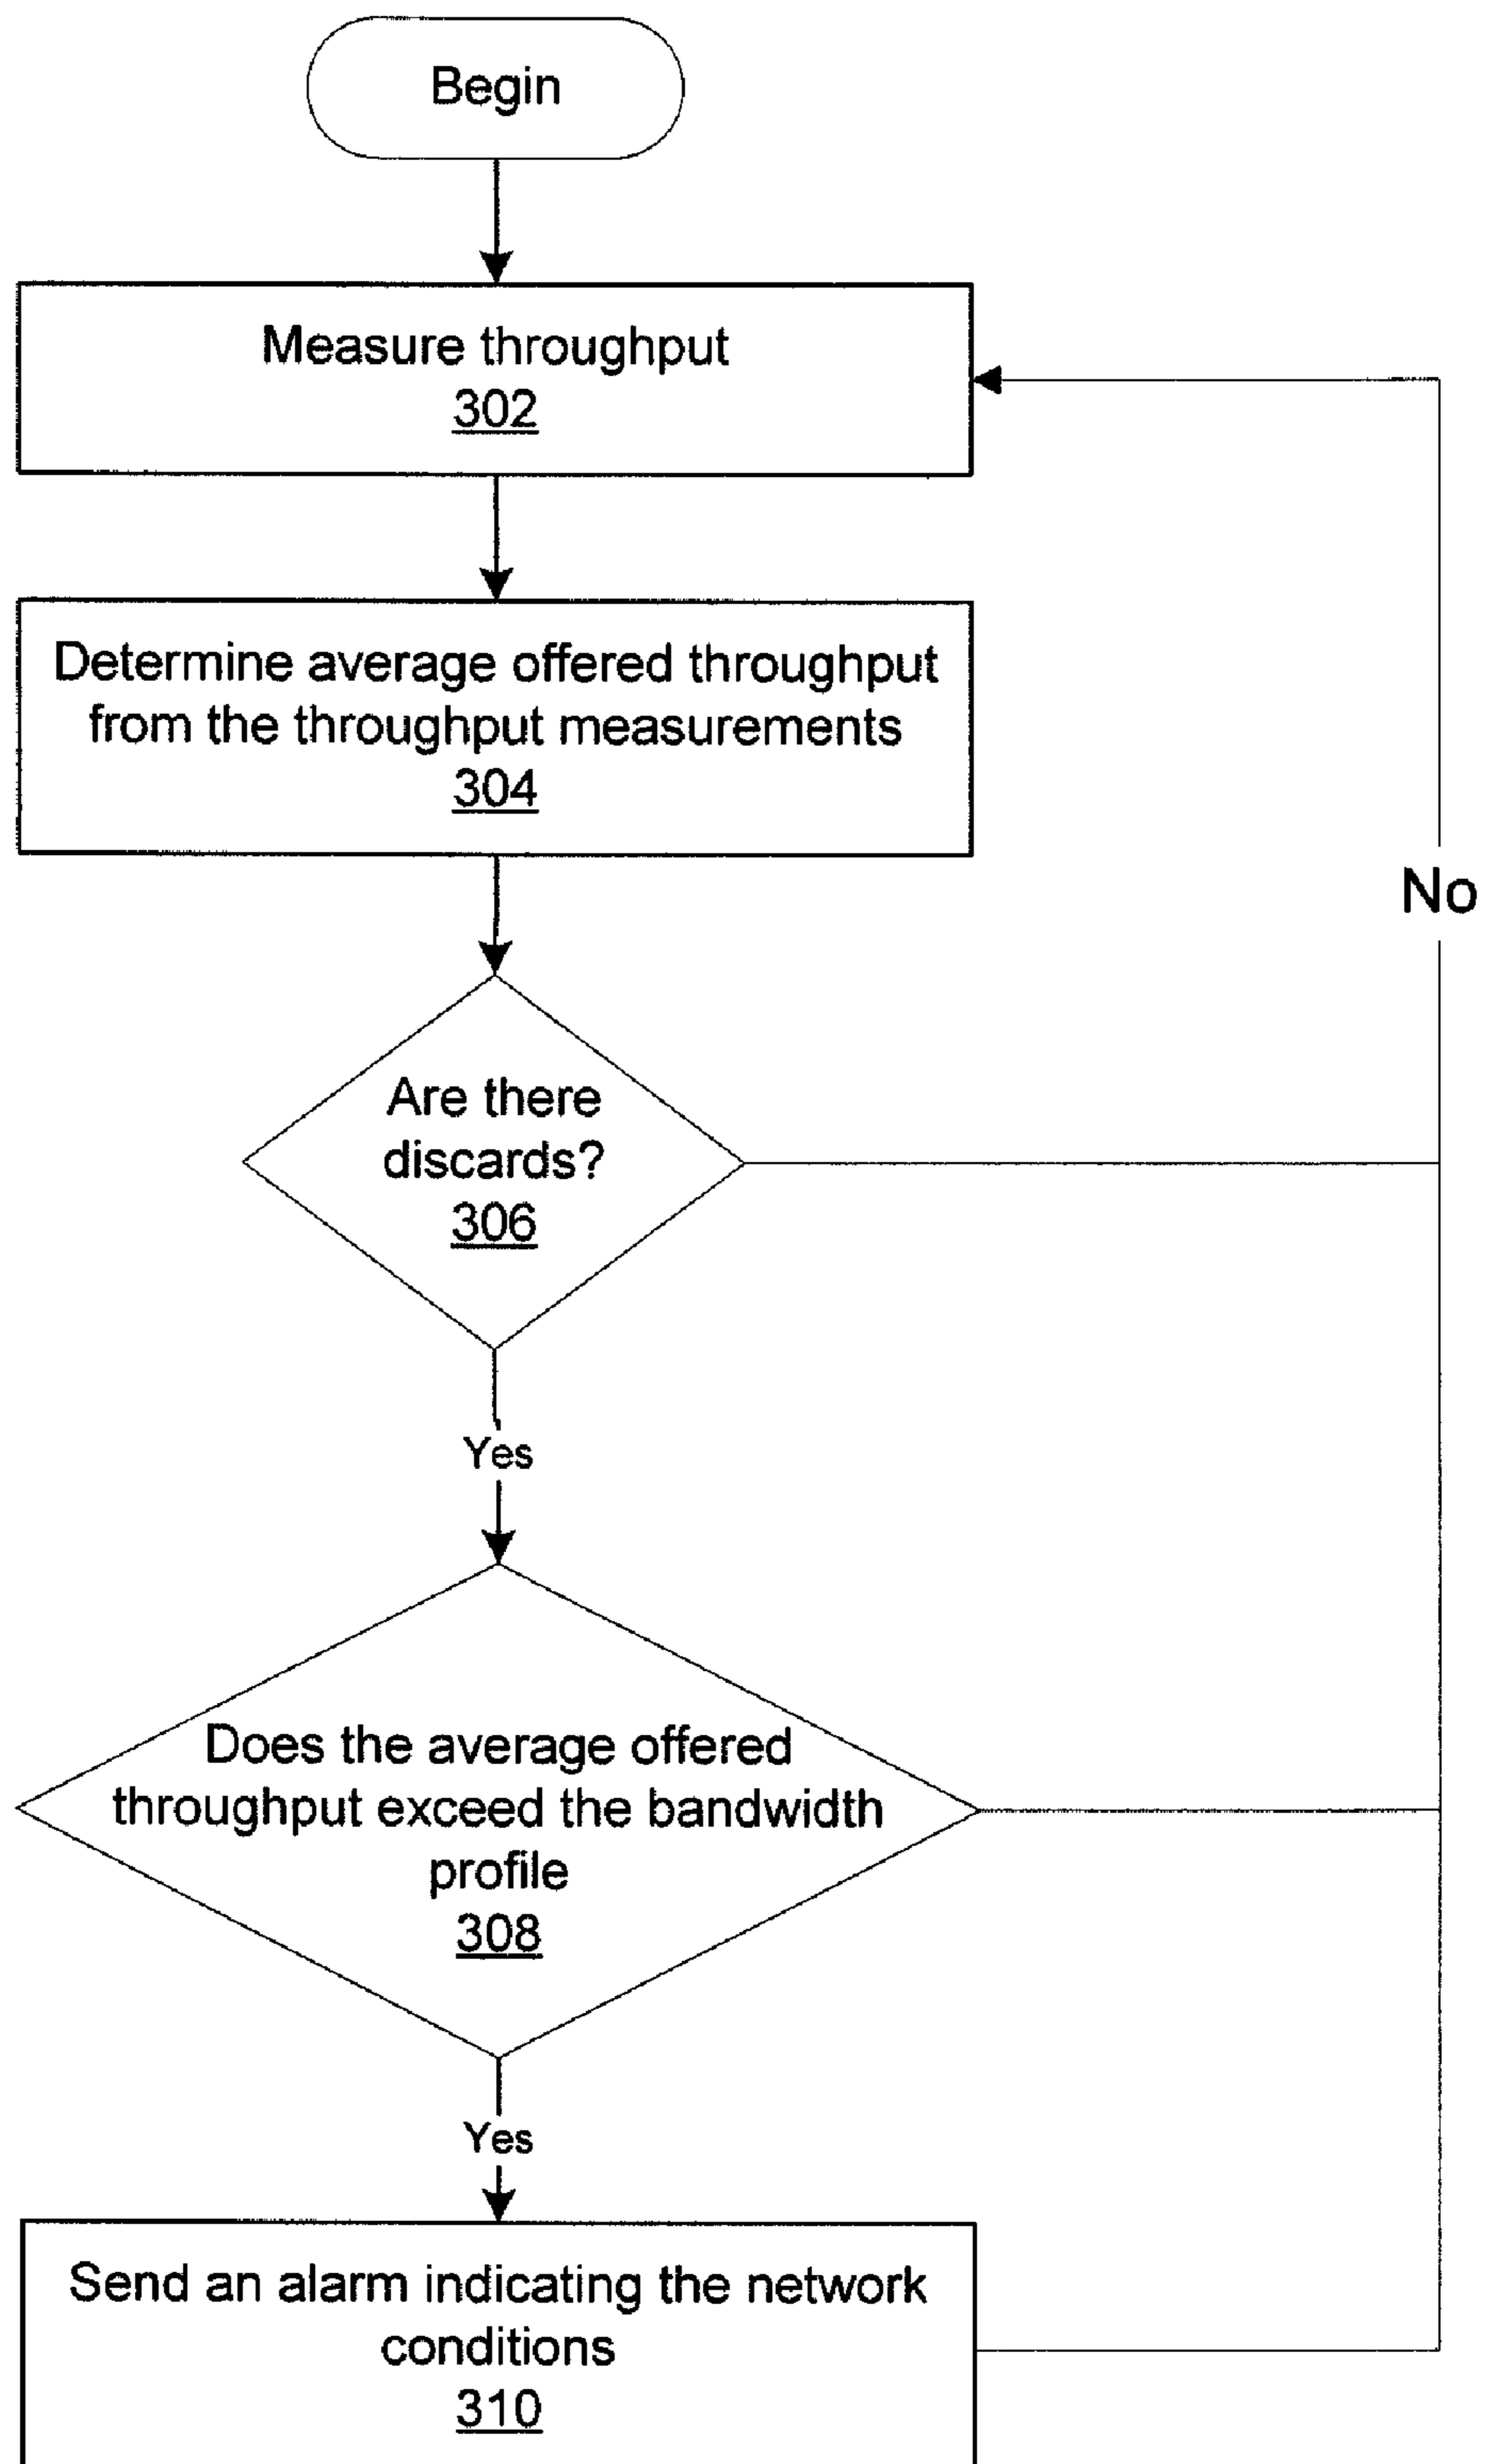 Begin
Measure throughput
302
Determine average offered throughput
from the throughput measurements
304
No
Are there
discards?
306
Yes
Does the average offered
throughput exceed the bandwidth
profile
308
Yes
Send an alarm indicating the network
conditions
310